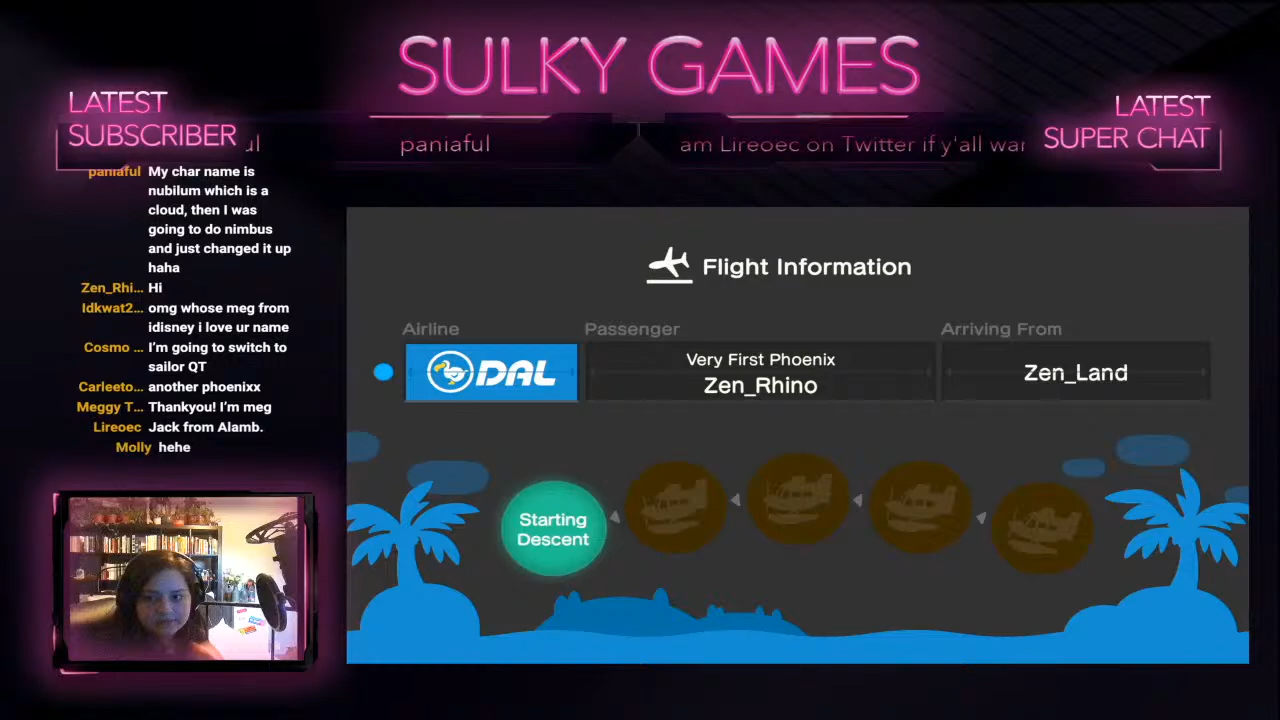 SULKY GAMES
LATEST
SUBSCRIBER
paniaful
am Lireoec on Twitter if y'all
LATEST
SUPER CHAT
paniaful My char name is
nubilum which is a
cloud, then I was
going to do nimbus
and just changed it up
haha
Zen_Rhi... Hi
Idkwat2... omg whose meg from
idisney i love ur name
Cosmo ... I'm going to switch to
sailor QT
Carleeto... another phoenixx
Meggy T... Thankyou! I'm meg
Lireoec Jack from Alamb.
Molly hehe
Flight Information
Airline
Passenger
Arriving From
DAL
Very First Phoenix
Zen_Rhino
Zen_Land
Starting
Descent